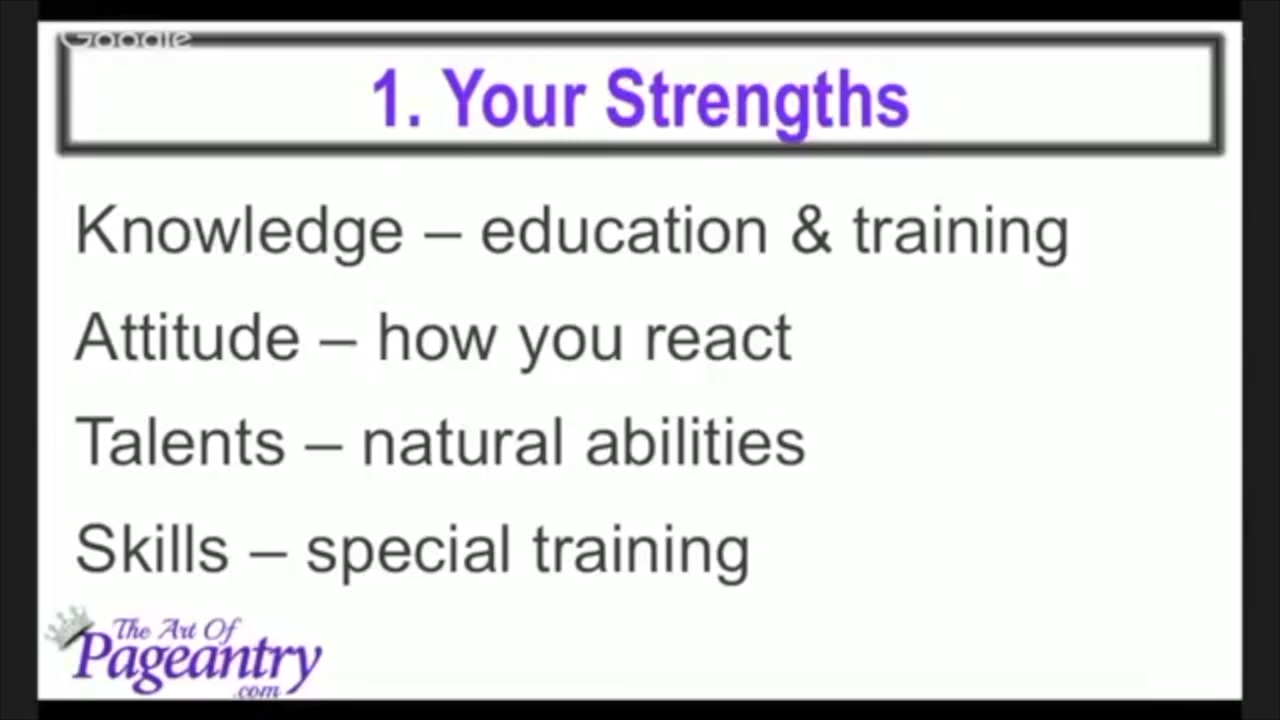 Google
1. Your Strengths
Knowledge – education & training
Attitude – how you react
Talents – natural abilities
Skills – special training
The Art Of
Pageantry
.com